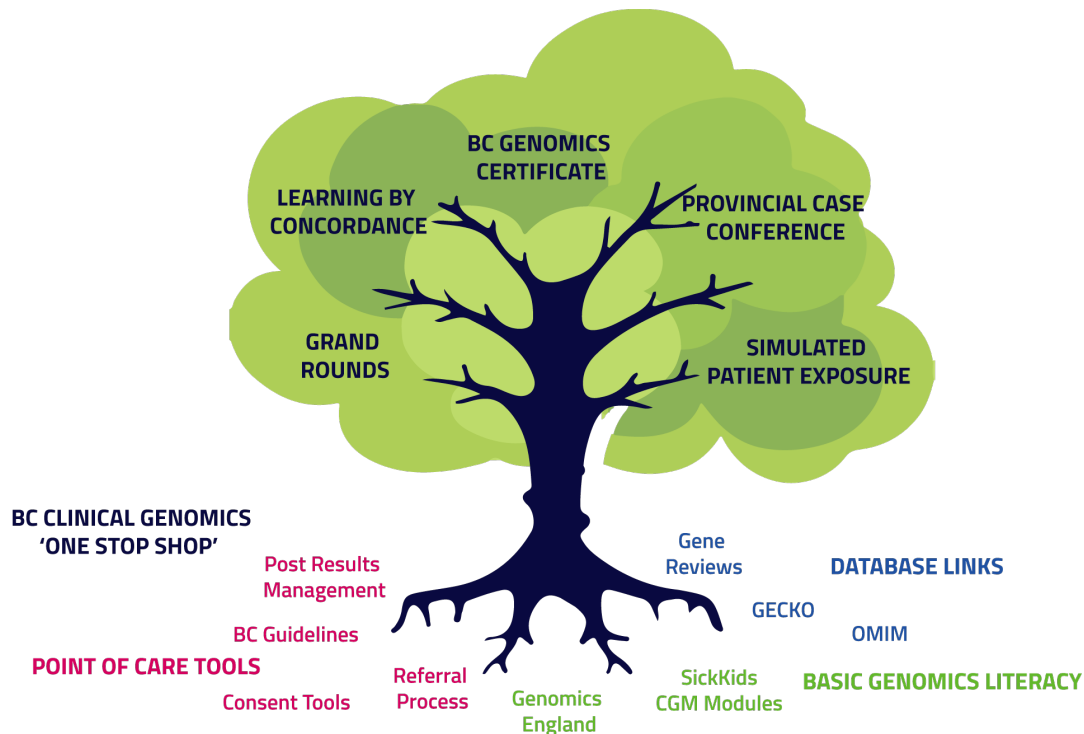 BC GENOMICS
CERTIFICATE
LEARNING BY
CONCORDANCE
PROVINCIAL CASE
CONFERENCE
GRAND
ROUNDS
SIMULATED
PATIENT EXPOSURE
BC CLINICAL GENOMICS
‘ONE STOP SHOP’
Post Results
Management
BC Guidelines
POINT OF CARE TOOLS
Consent Tools
Referral
Process
Gene
Reviews
DATABASE LINKS
GECKO
OMIM
Genomics
England
SickKids
CGM Modules
BASIC GENOMICS LITERACY